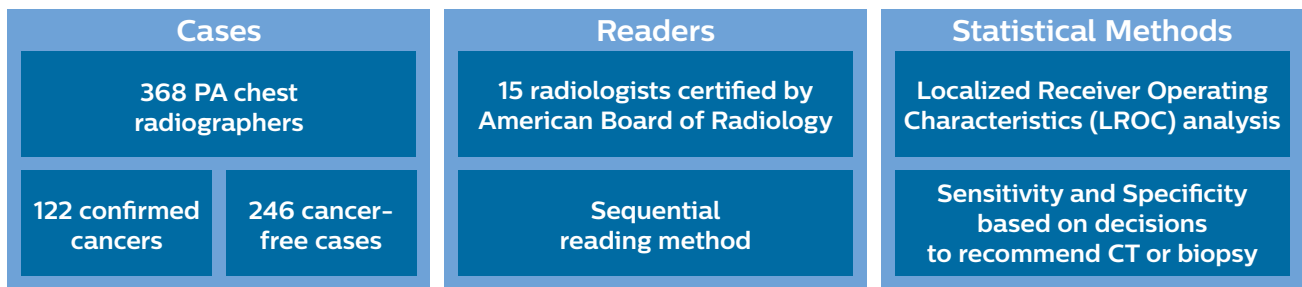 Cases
368 PA chest
radiographers
122 confirmed
cancers
246 cancer-
free cases
Readers
15 radiologists certified by
American Board of Radiology
Sequential
reading method
Statistical Methods
Localized Receiver Operating
Characteristics (LROC) analysis
Sensitivity and Specificity
based on decisions
to recommend CT or biopsy